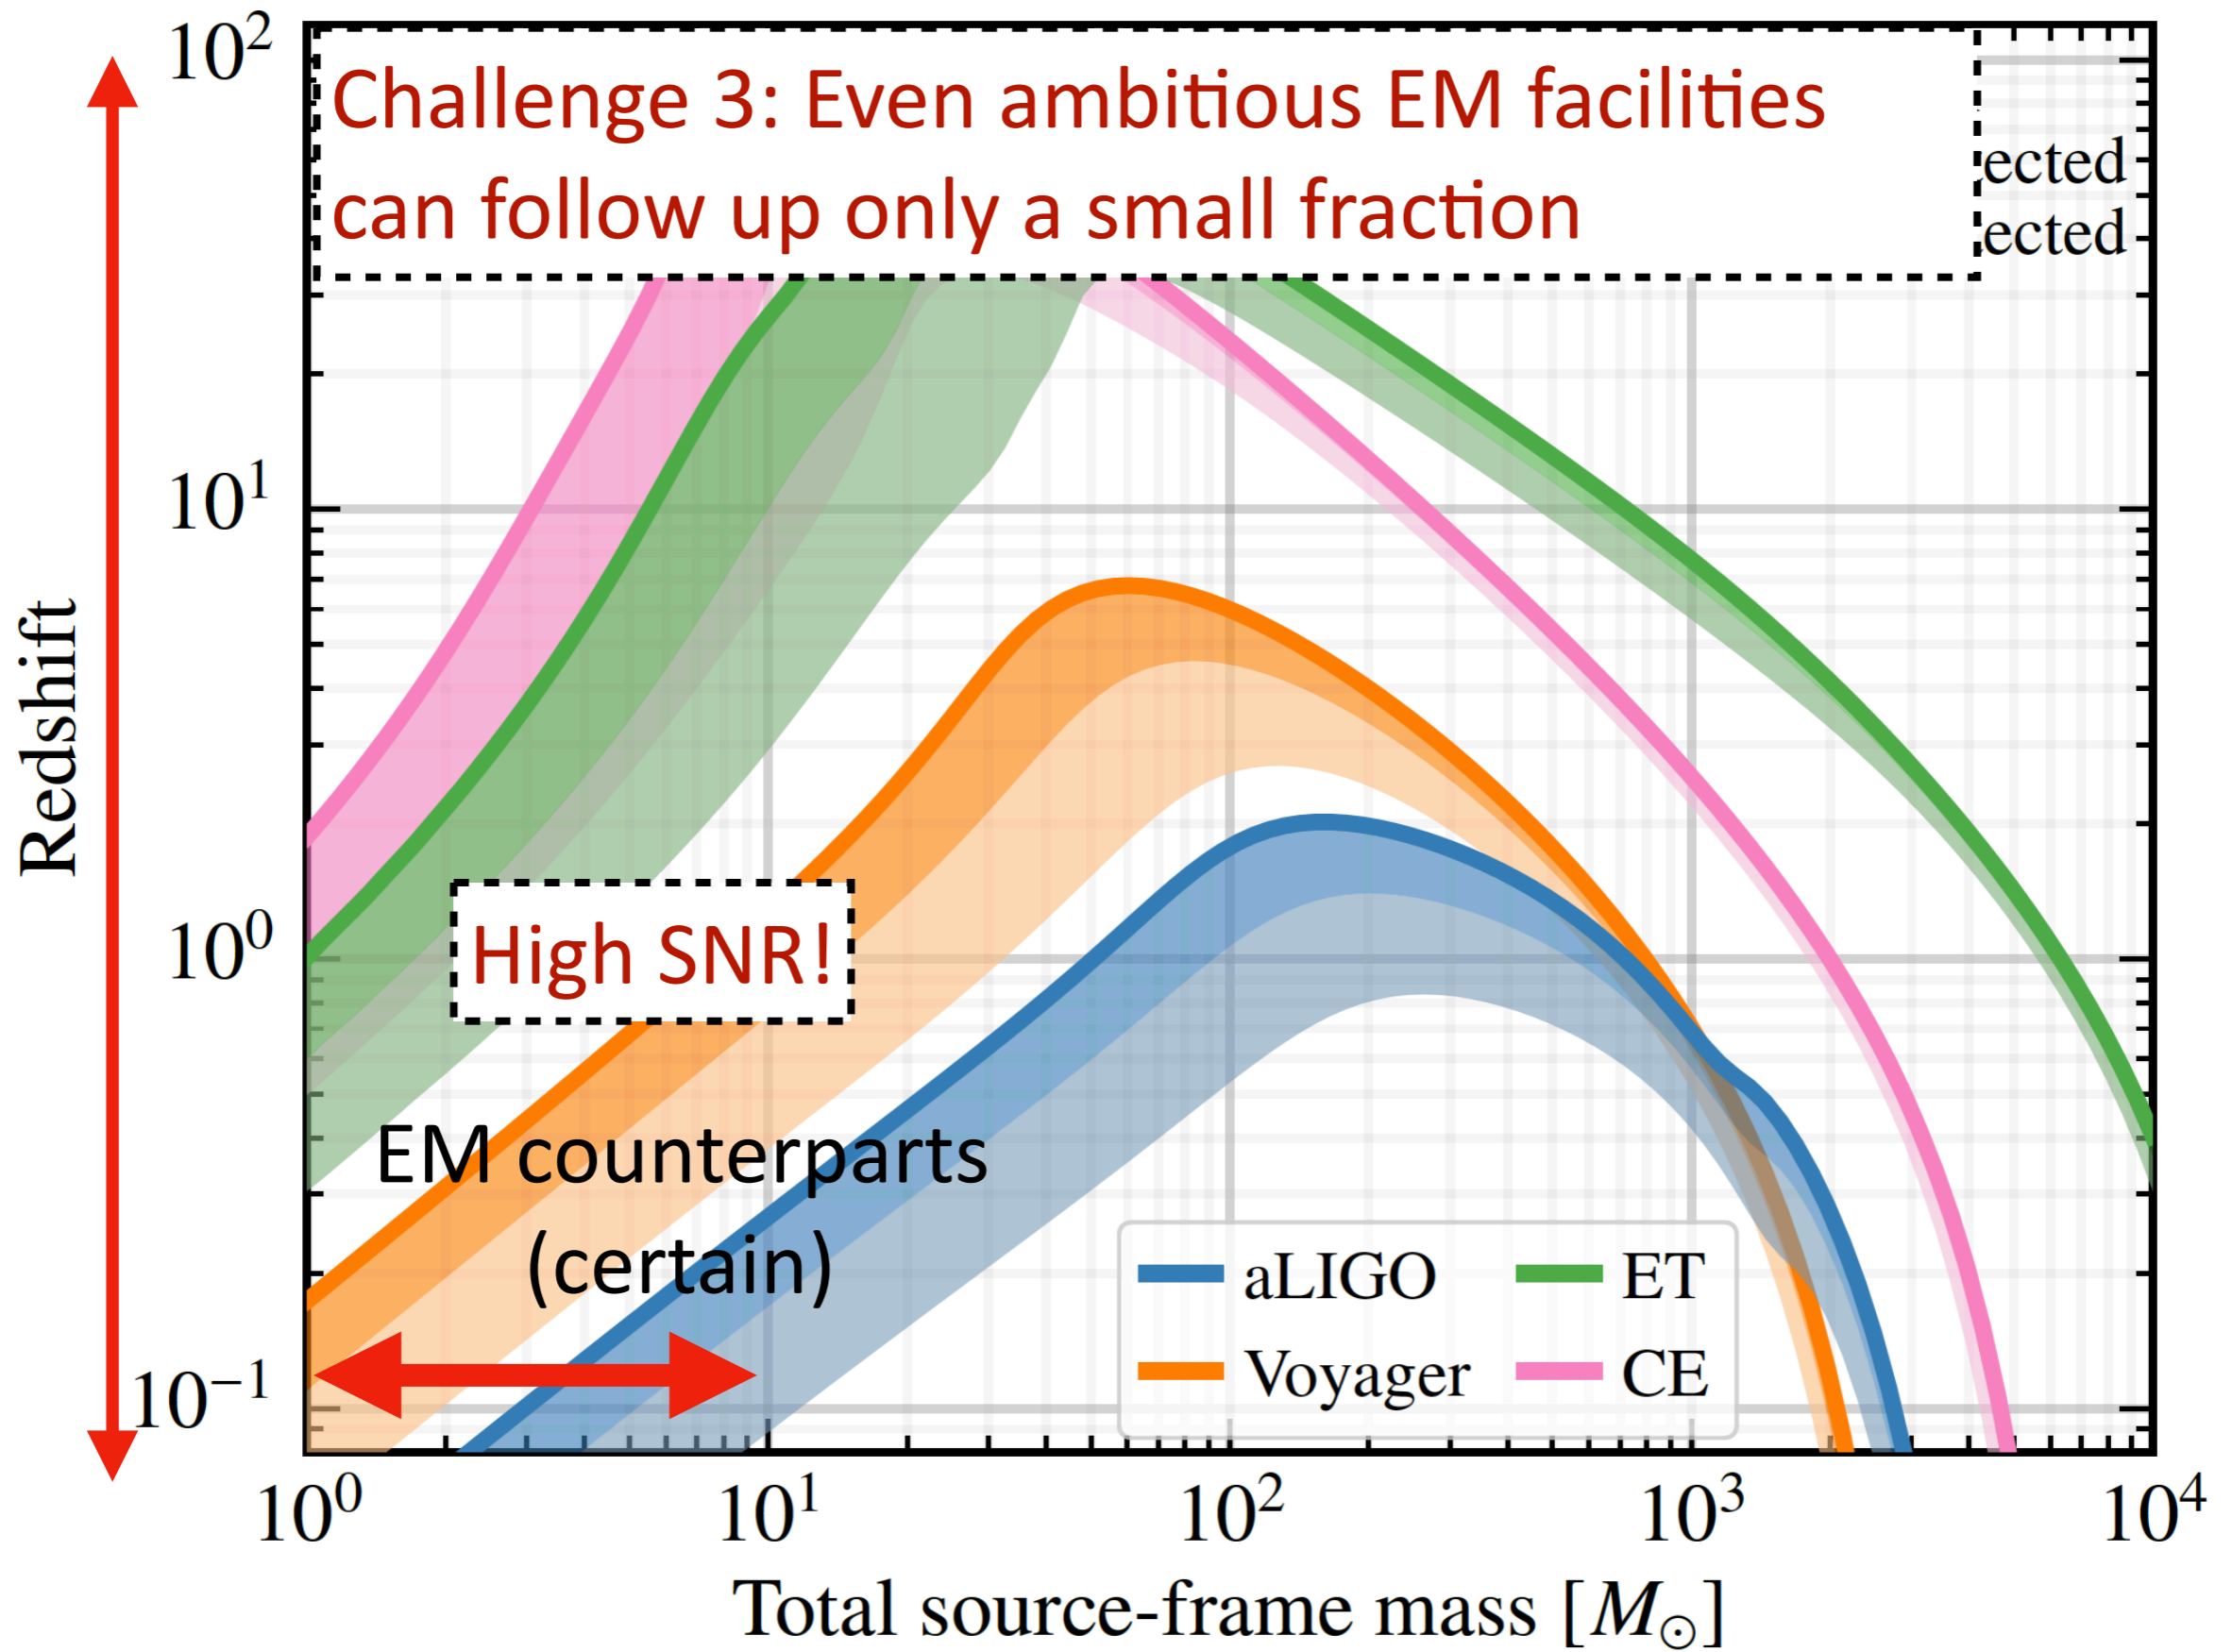 10²
Challenge 3: Even ambitious EM facilities
can follow up only a small fraction
ected
ected
10¹
Redshift
10⁰
High SNR!
EM counterparts
(certain)
aLIGO ET
Voyager CE
10⁻¹
10⁰ 10¹ 10² 10³ 10⁴
Total source-frame mass [M☉]